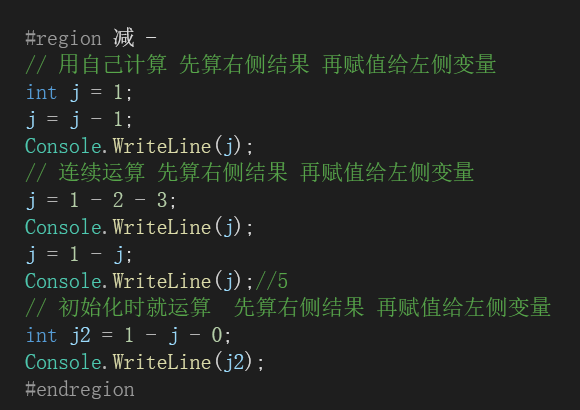 #region 减 -
// 用自己计算 先算右侧结果 再赋值给左侧变量
int j = 1;
j = j - 1;
Console.WriteLine(j);
// 连续运算 先算右侧结果 再赋值给左侧变量
j = 1 - 2 - 3;
Console.WriteLine(j);
j = 1 - j;
Console.WriteLine(j);//5
// 初始化时就运算  先算右侧结果 再赋值给左侧变量
int j2 = 1 - j - 0;
Console.WriteLine(j2);
#endregion